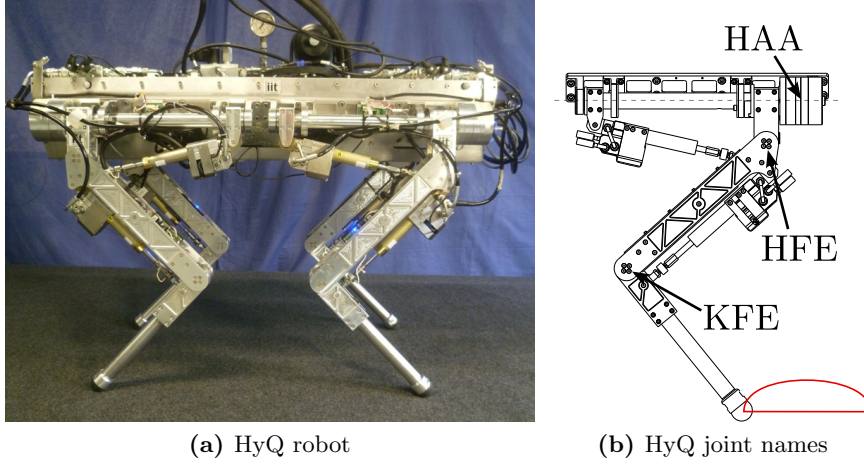 iit
HAA
HFE
KFE
(a) HyQ robot
(b) HyQ joint names